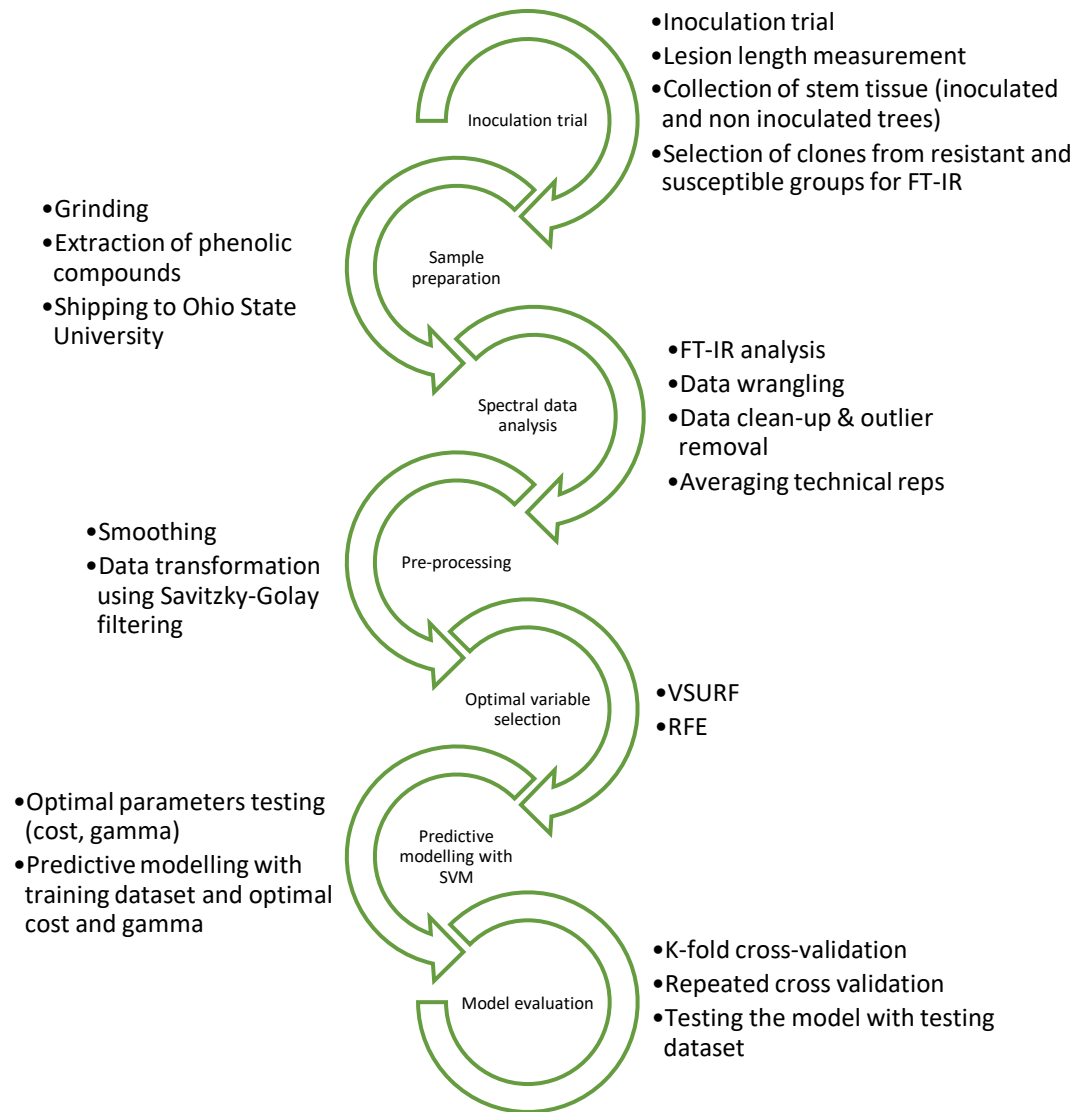 Inoculation trial
•Inoculation trial
•Lesion length measurement
•Collection of stem tissue (inoculated
and non inoculated trees)
•Selection of clones from resistant and
susceptible groups for FT-IR
Sample
preparation
•Grinding
•Extraction of phenolic
compounds
•Shipping to Ohio State
University
Spectral data
analysis
•FT-IR analysis
•Data wrangling
•Data clean-up & outlier
removal
•Averaging technical reps
Pre-processing
•Smoothing
•Data transformation
using Savitzky-Golay
filtering
Optimal variable
selection
•VSURF
•RFE
Predictive
modelling with
SVM
•Optimal parameters testing
(cost, gamma)
•Predictive modelling with
training dataset and optimal
cost and gamma
Model evaluation
•K-fold cross-validation
•Repeated cross validation
•Testing the model with testing
dataset